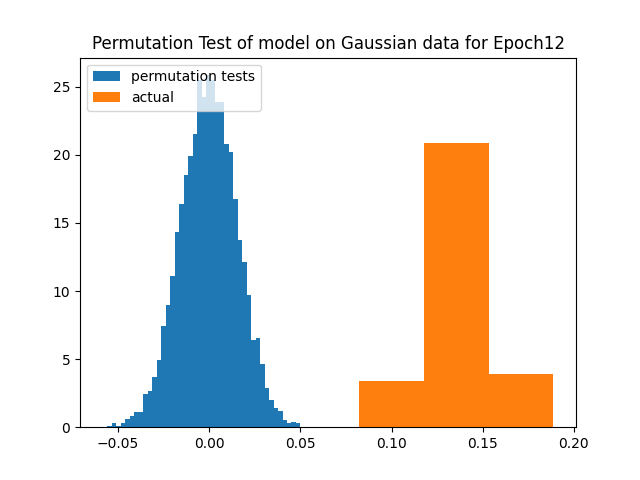 Permutation Test of model on Gaussian data for Epoch12
permutation tests
actual
25
20
15
10
5
0
−0.05 0.00 0.05 0.10 0.15 0.20